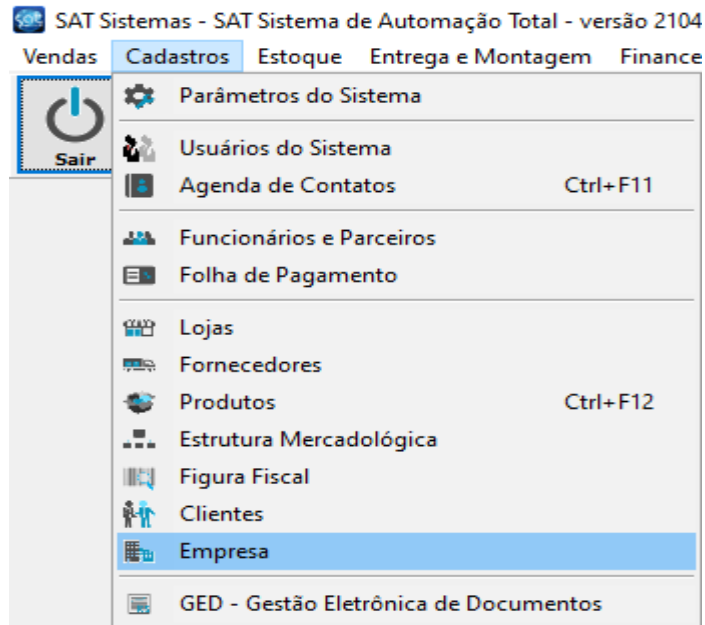 SAT Sistemas - SAT Sistema de Automação Total - versão 2104
Vendas Cadastros Estoque Entrega e Montagem Finance
Sair
Parâmetros do Sistema
Usuários do Sistema
Agenda de Contatos Ctrl+F11
Funcionários e Parceiros
Folha de Pagamento
Lojas
Fornecedores
Produtos Ctrl+F12
Estrutura Mercadológica
Figura Fiscal
Clientes
Empresa
GED - Gestão Eletrônica de Documentos